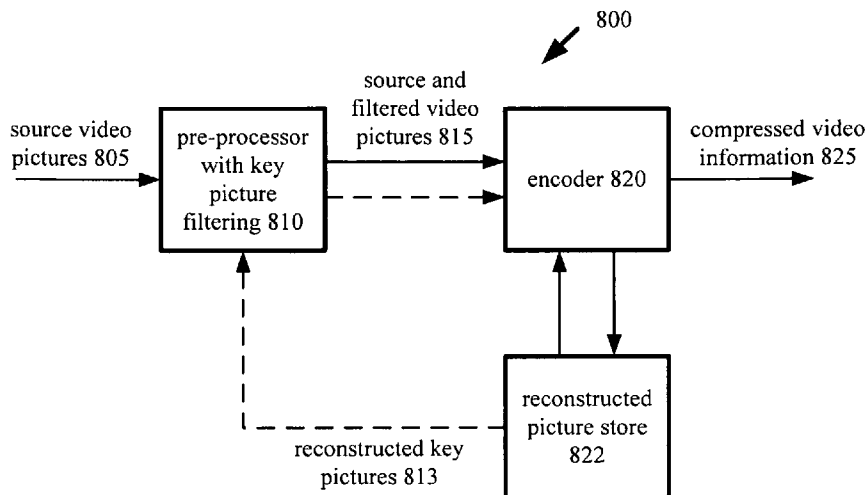 800
source and
filtered video
pictures 815
source video
pictures 805
pre-processor
with key
picture
filtering 810
encoder 820
compressed video
information 825
reconstructed
picture store
822
reconstructed key
pictures 813